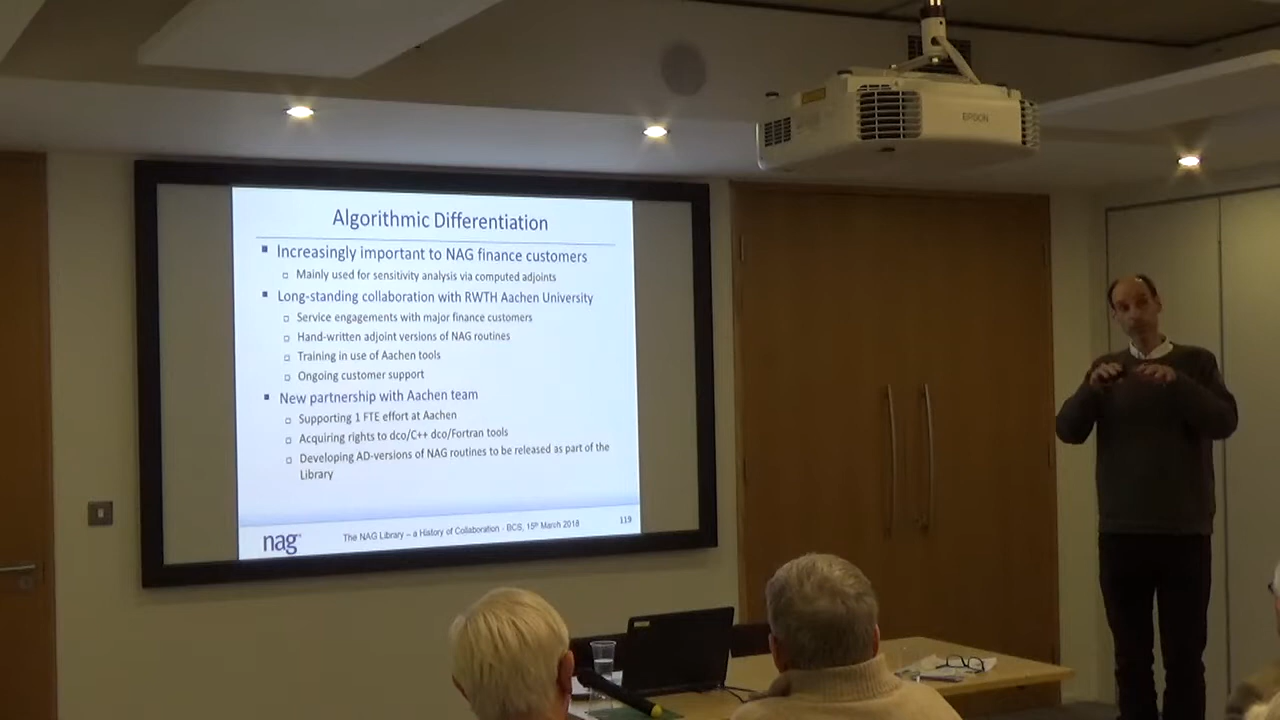 EPSON
Algorithmic Differentiation
Increasingly important to NAG finance customers
Mainly used for sensitivity analysis via computed adjoints
Long-standing collaboration with RWTH Aachen University
Service engagements with major finance customers
Hand-written adjoint versions of NAG routines
Training in use of Aachen tools
Ongoing customer support
New partnership with Aachen team
Supporting 1 FTE effort at Aachen
Acquiring rights to dco/C++ dco/Fortran tools
Developing AD-versions of NAG routines to be released as part of the
Library
nag
The NAG Library – a History of Collaboration - BCS, 15th March 2018
119